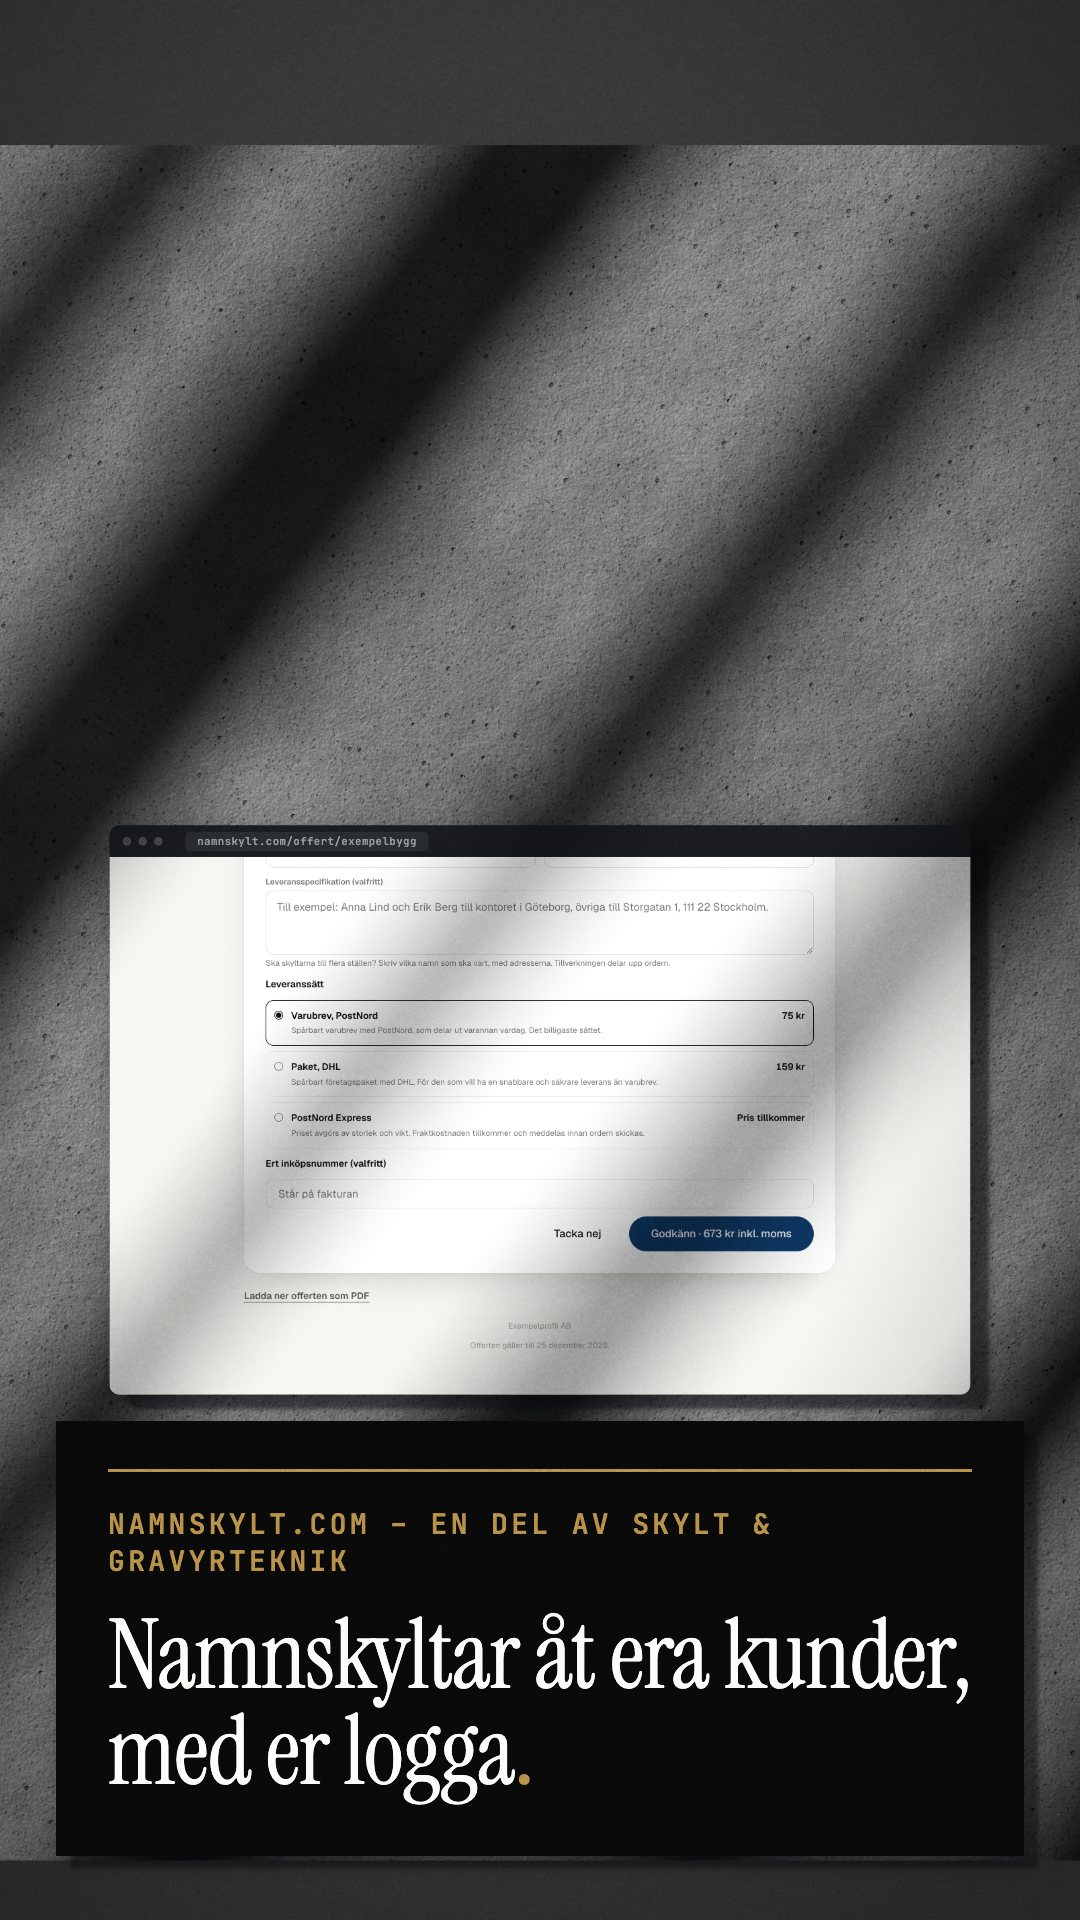 namnskylt.com/offert/exempelbygg
Leveransspecifikation (valfritt)
Till exempel: Anna Lind och Erik Berg till kontoret i Göteborg, övriga till Storgatan 1, 111 22 Stockholm.
Ska skyltarna till flera ställen? Skriv vilka namn som ska vart, med adresserna. Tillverkningen delar upp ordern.
Leveranssätt
Varubrev, PostNord 75 kr
Spårbart varubrev med PostNord, som delar ut varannan vardag. Det billigaste sättet.
Paket, DHL 159 kr
Spårbart företagspaket med DHL. För den som vill ha en snabbare och säkrare leverans än varubrev.
PostNord Express Pris tillkommer
Priset avgörs av storlek och vikt. Fraktkostnaden tillkommer och meddelas innan ordern skickas.
Ert inköpsnummer (valfritt)
Står på fakturan
Tacka nej Godkänn · 673 kr inkl. moms
Ladda ner offerten som PDF
Exempelprofil AB
Offerten gäller till 25 december 2028.
NAMNSKYLT.COM – EN DEL AV SKYLT &
GRAVYRTEKNIK
Namnskyltar åt era kunder,
med er logga.